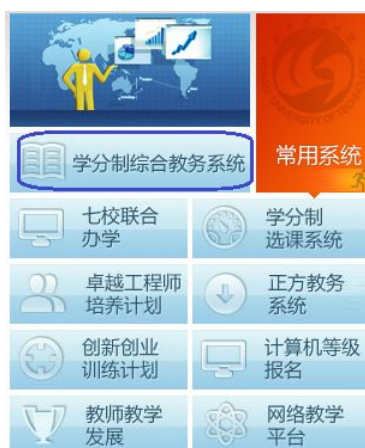 学分制综合教务系统
常用系统
七校联合
办学
学分制
选课系统
卓越工程师
培养计划
正方教务
系统
创新创业
训练计划
计算机等级
报名
教师教学
发展
网络教学
平台